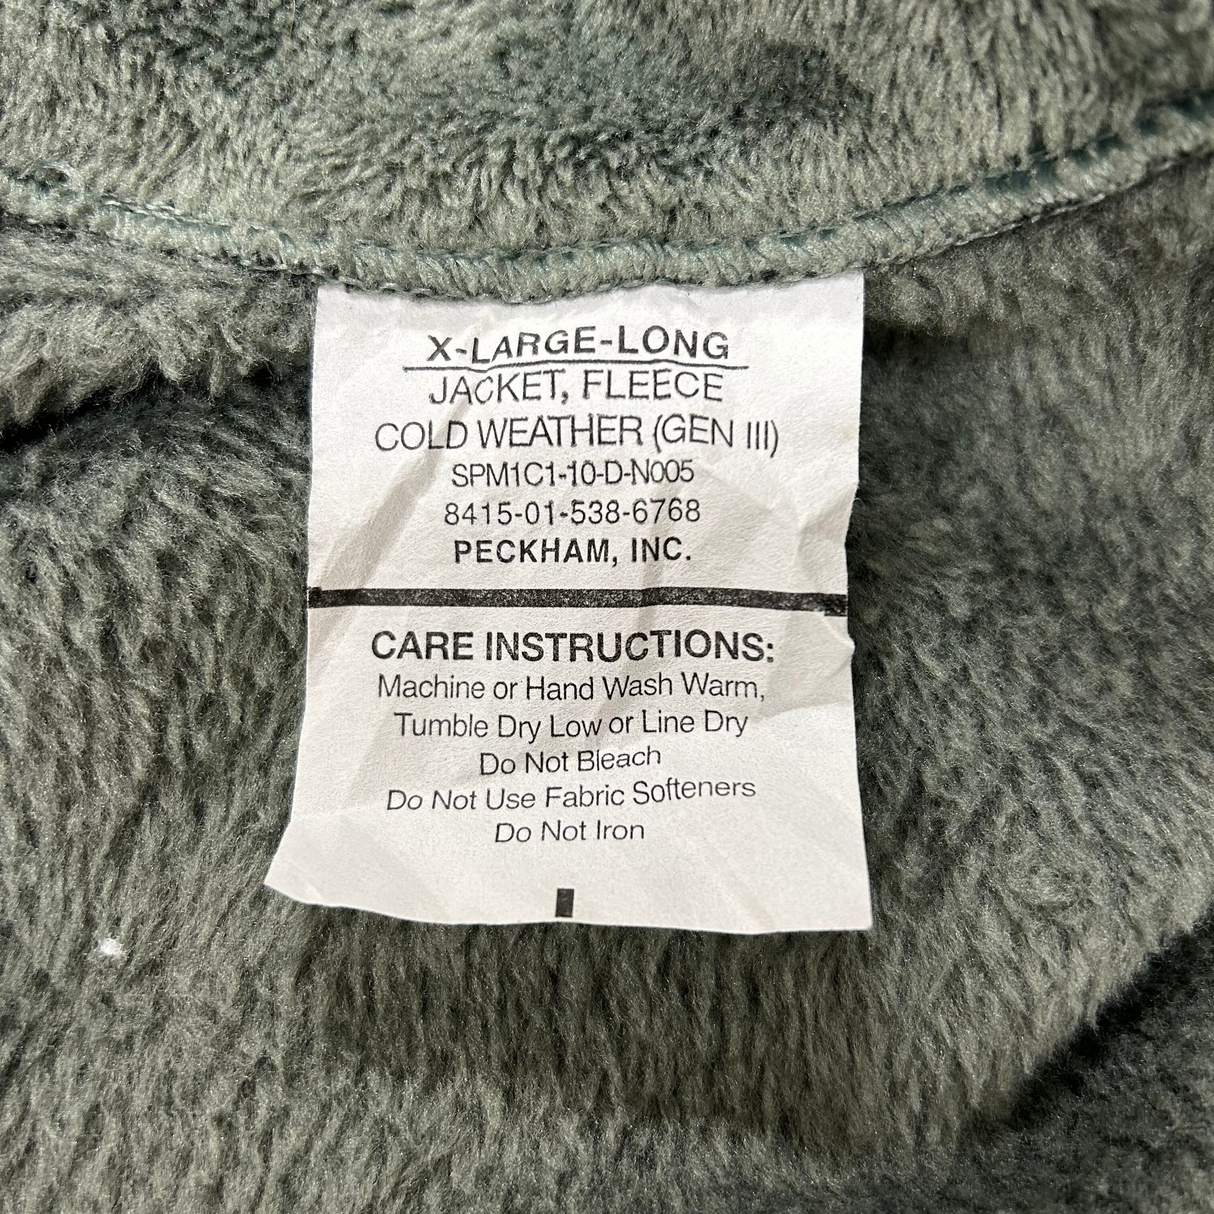 X-LARGE-LONG
JACKET, FLEECE
COLD WEATHER (GEN III)
SPM1C1-10-D-N005
8415-01-538-6768
PECKHAM, INC.
CARE INSTRUCTIONS:
Machine or Hand Wash Warm,
Tumble Dry Low or Line Dry
Do Not Bleach
Do Not Use Fabric Softeners
Do Not Iron